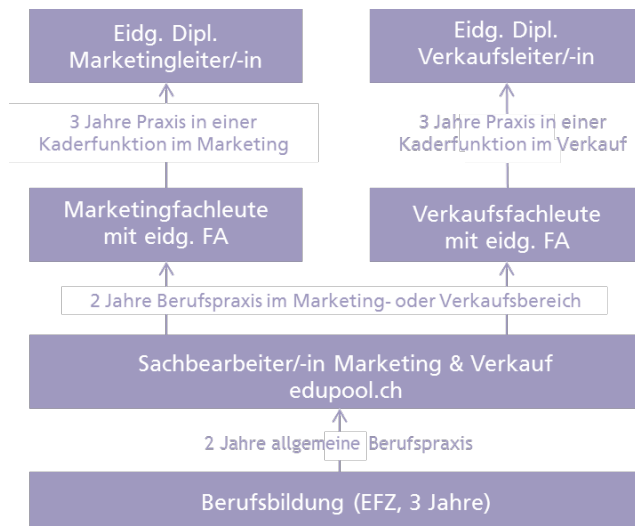 Eidg. Dipl.
Marketingleiter/-in
Eidg. Dipl.
Verkaufsleiter/-in
3 Jahre Praxis in einer
Kaderfunktion im Marketing
3 Jahre Praxis in einer
Kaderfunktion im Verkauf
Marketingfachleute
mit eidg. FA
Verkaufsfachleute
mit eidg. FA
2 Jahre Berufspraxis im Marketing- oder Verkaufsbereich
Sachbearbeiter/-in Marketing & Verkauf
edupool.ch
2 Jahre allgemeine Berufspraxis
Berufsbildung (EFZ, 3 Jahre)